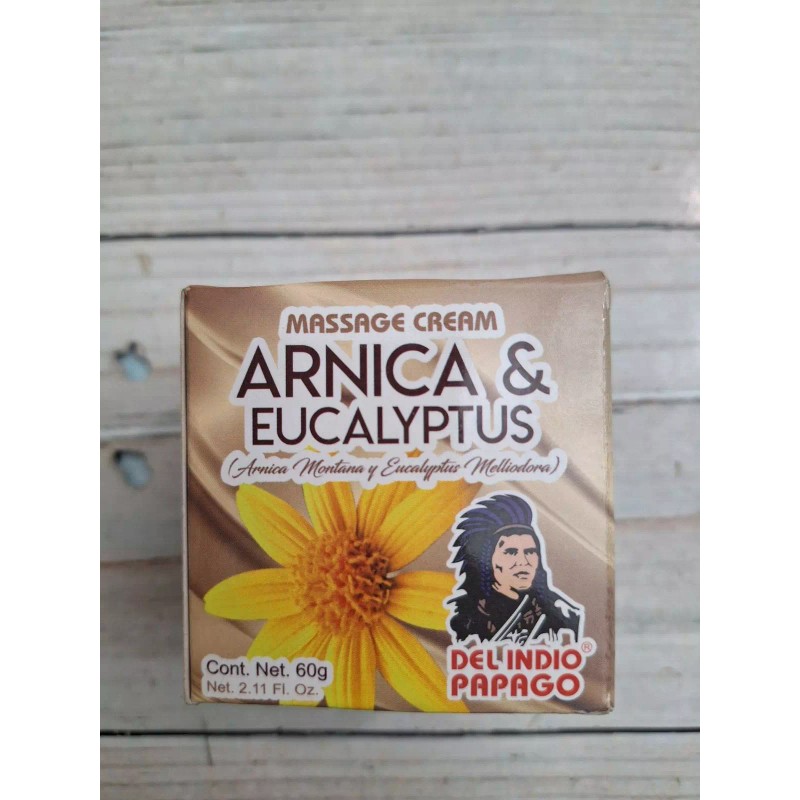 MASSAGE CREAM
ARNICA &
EUCALYPTUS
(Arnica Montana y Eucalyptus Melliodora)
DEL INDIO®
PAPAGO
Cont. Net. 60g
Net. 2.11 Fl. Oz.